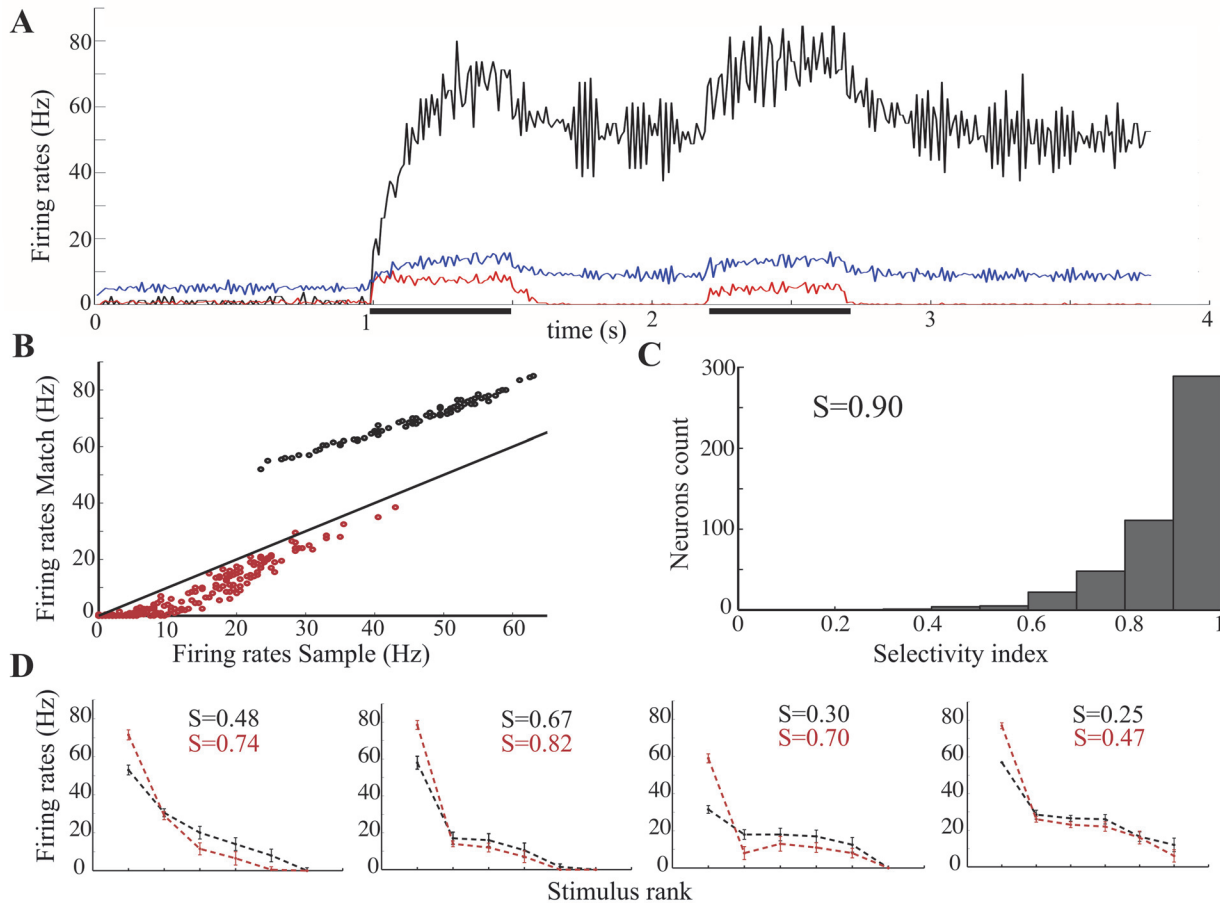 A
Firing rates (Hz)
80
60
40
20
0
0
1
2
3
4
time (s)
B
Firing rates Match (Hz)
80
60
40
20
0
0
10
20
30
40
50
60
Firing rates Sample (Hz)
C
Neurons count
300
200
100
0
S=0.90
0
0.2
0.4
0.6
0.8
1
Selectivity index
D
Firing rates (Hz)
80
60
40
20
0
S=0.48
S=0.74
80
60
40
20
0
S=0.67
S=0.82
80
60
40
20
0
S=0.30
S=0.70
80
60
40
20
0
S=0.25
S=0.47
Stimulus rank